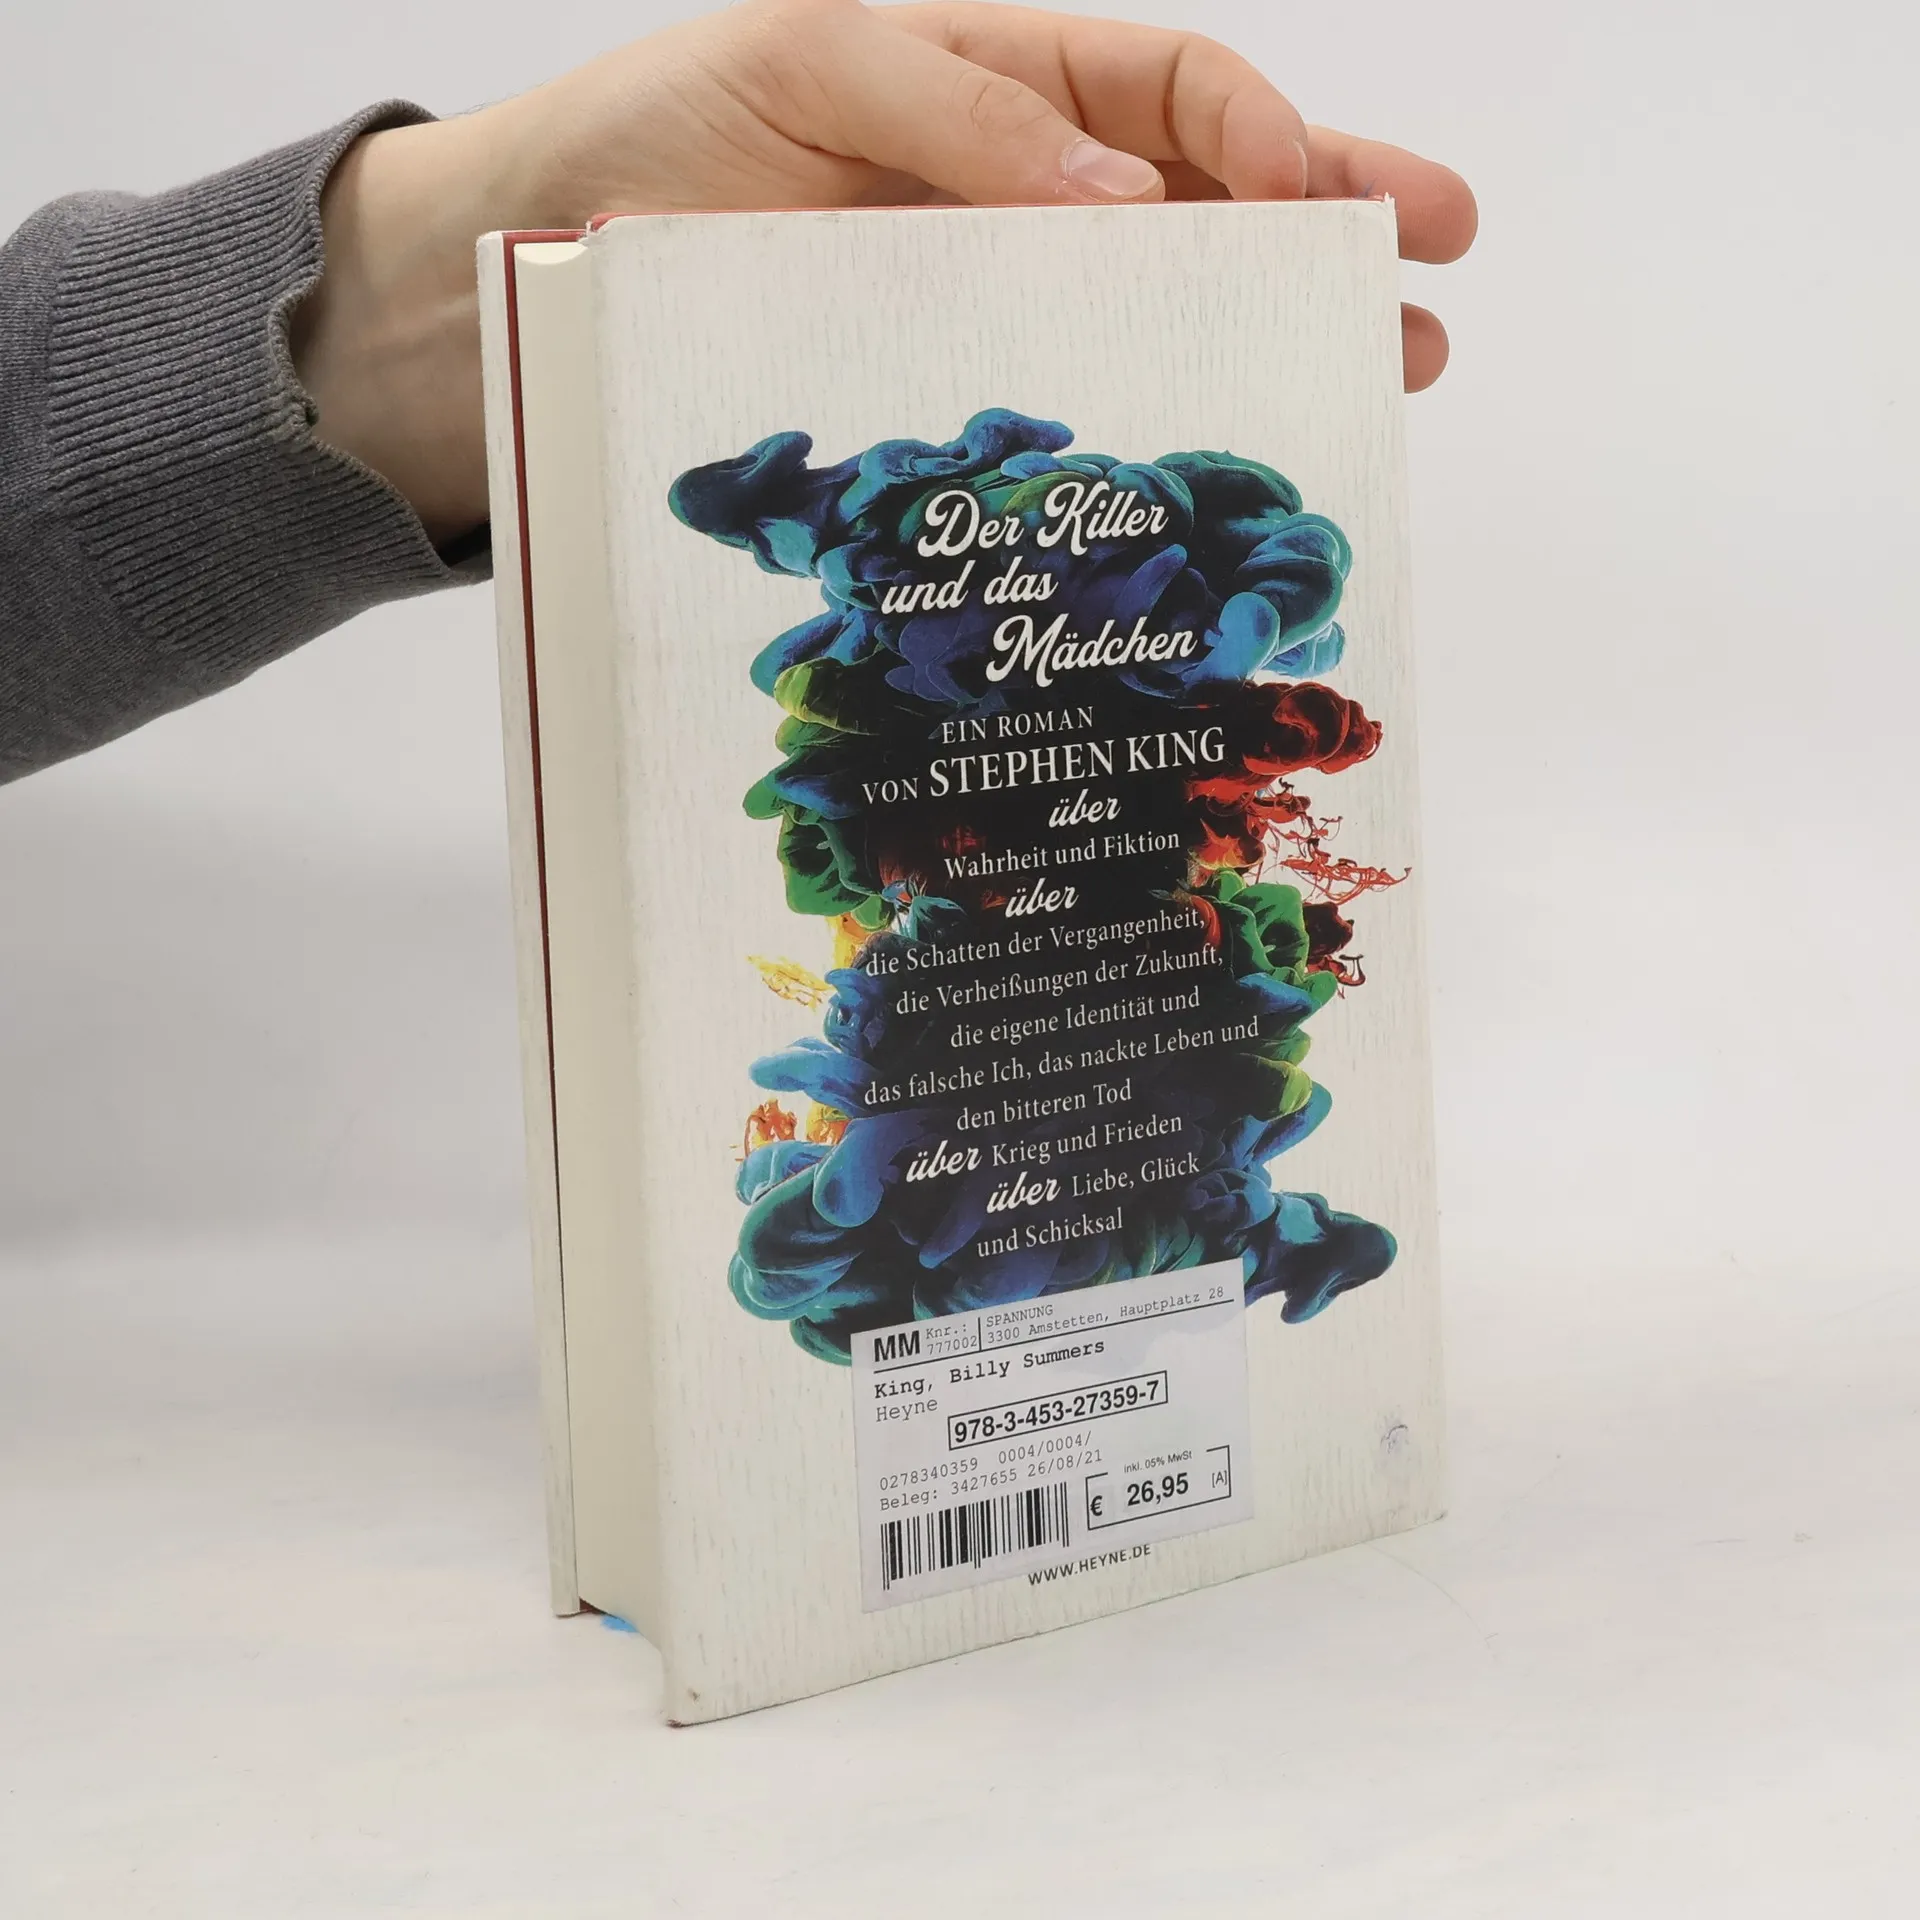 Der Killer
und das
Mädchen
EIN ROMAN
VON STEPHEN KING
über
Wahrheit und Fiktion
über
die Schatten der Vergangenheit,
die Verheißungen der Zukunft,
die eigene Identität und
das falsche Ich, das nackte Leben und
den bitteren Tod
über Krieg und Frieden
über Liebe, Glück
und Schicksal
MM Knr.: SPANNUNG
777002 3300 Amstetten, Hauptplatz 28
King, Billy Summers
Heyne
978-3-453-27359-7
0278340359 0004/0004/
Beleg: 3427655 26/08/21
inkl. 05% MwSt
€ 26,95 [A]
WWW.HEYNE.DE